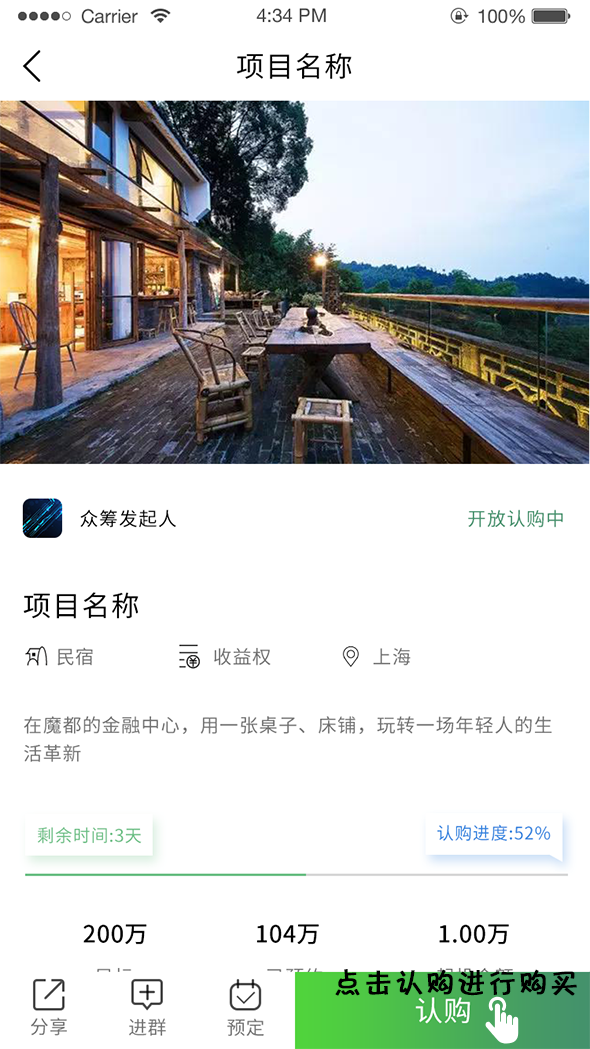 Carrier 4:34 PM 100%
项目名称
众筹发起人 开放认购中
项目名称
民宿 收益权 上海
在魔都的金融中心，用一张桌子、床铺，玩转一场年轻人的生
活革新
剩余时间:3天 认购进度:52%
200万 104万 1.00万
点击认购进行购买
分享 进群 预定 认购